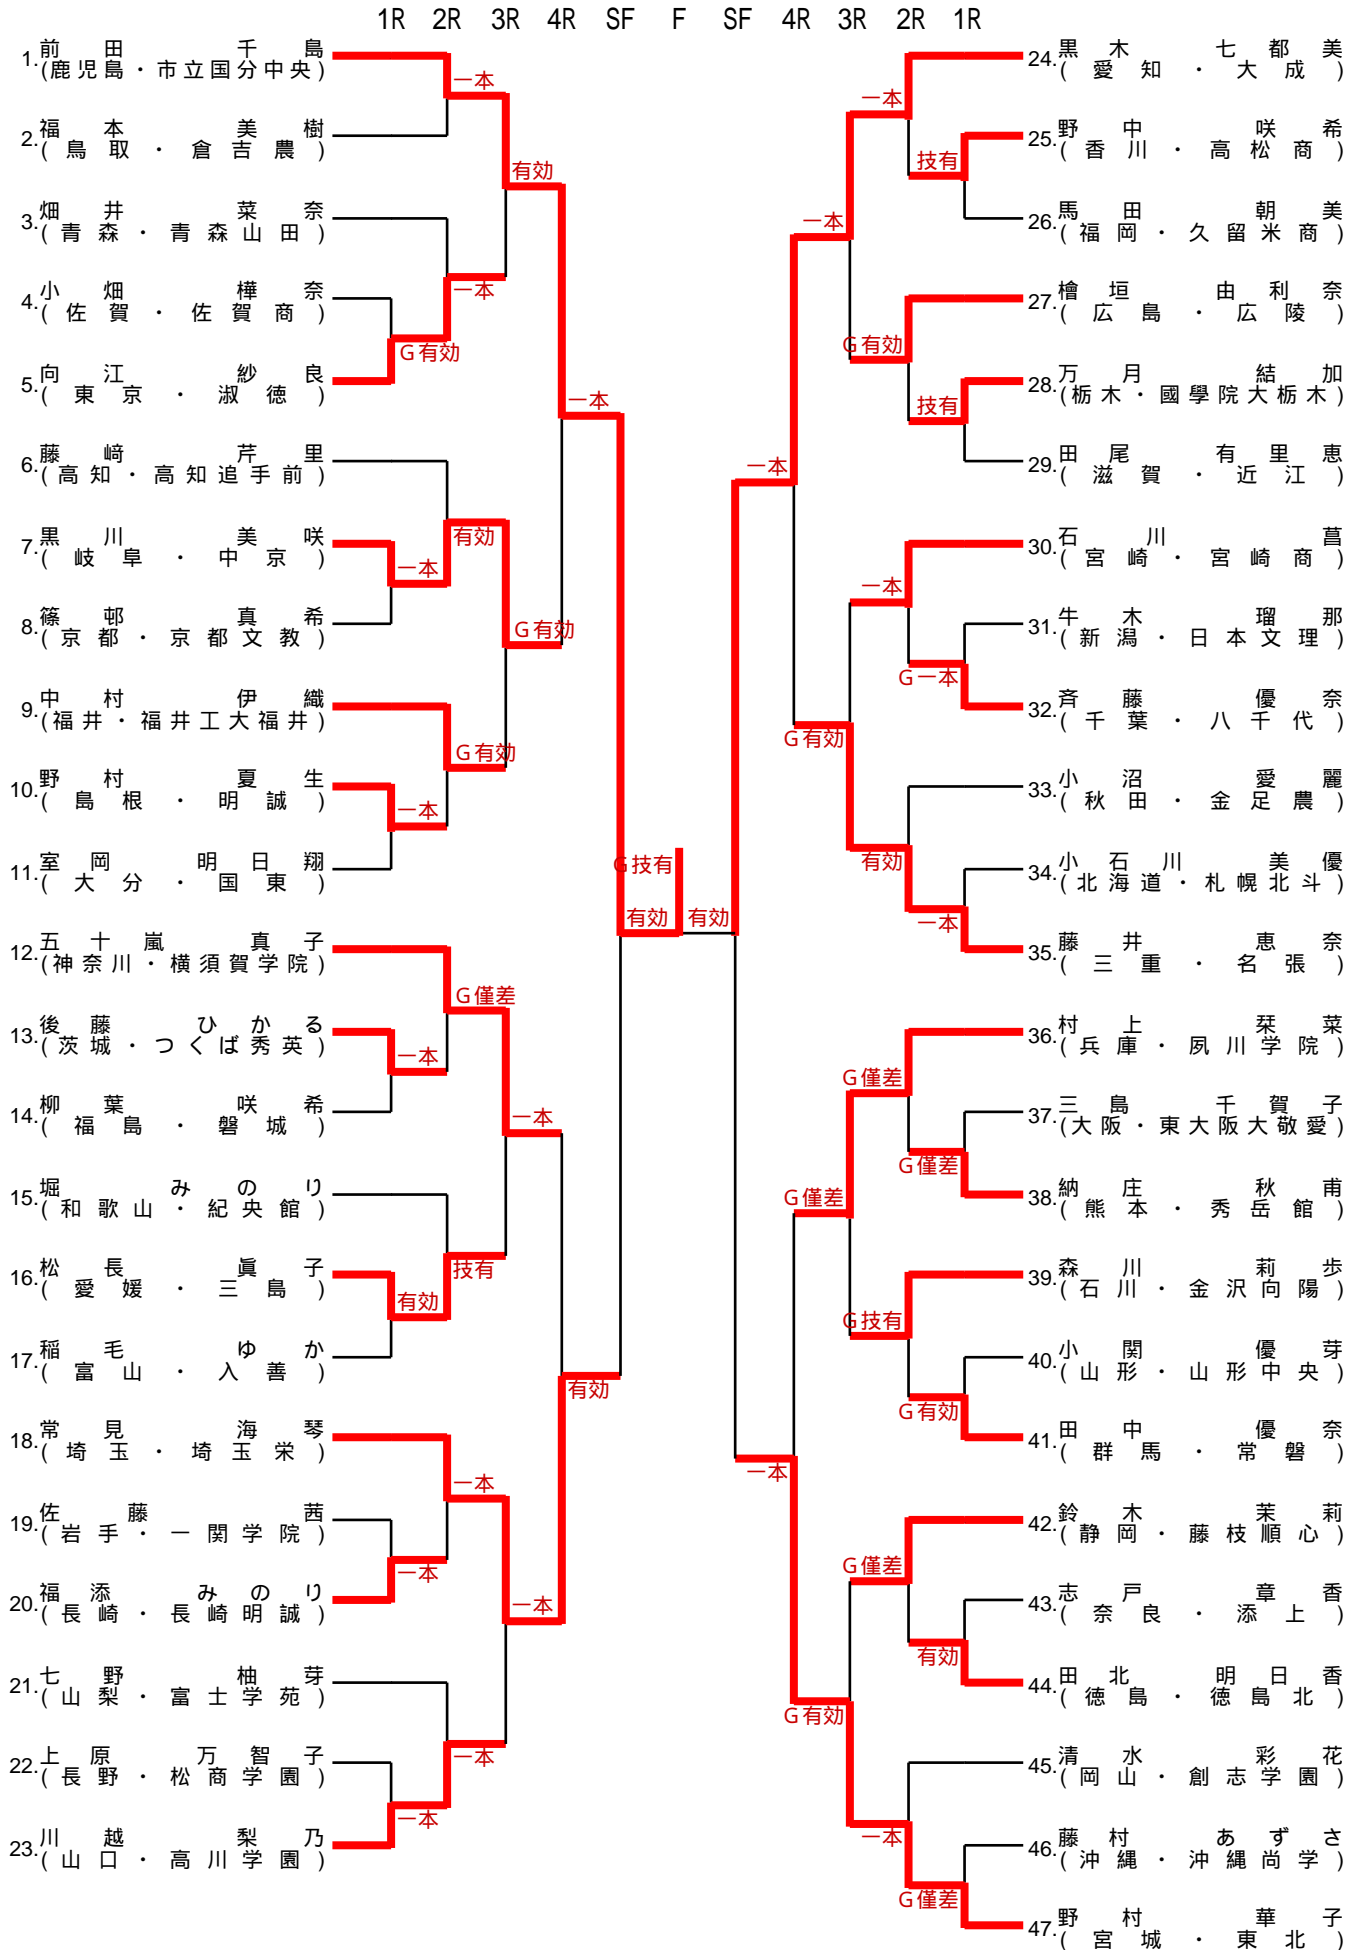 1R 2R 3R 4R SF F SF 4R 3R 2R 1R
1. 前田 千島
(鹿児島・市立国分中央)
2. 福本 美樹
(鳥取・倉吉農)
3. 畑井 菜奈
(青森・青森山田)
4. 小畑 樺奈
(佐賀・佐賀商)
5. 向江 紗良
(東京・淑徳)
6. 藤﨑 芹里
(高知・高知追手前)
7. 黒川 美咲
(岐阜・中京)
8. 篠邨 真希
(京都・京都文教)
9. 中村 伊織
(福井・福井工大福井)
10. 野村 夏生
(島根・明誠)
11. 室岡 明日翔
(大分・国東)
12. 五十嵐 真子
(神奈川・横須賀学院)
13. 後藤 ひかる
(茨城・つくば秀英)
14. 柳葉 咲希
(福島・磐城)
15. 堀 みのり
(和歌山・紀央館)
16. 松長 眞子
(愛媛・三島)
17. 稲毛 ゆか
(富山・入善)
18. 常見 海琴
(埼玉・埼玉栄)
19. 佐藤 茜
(岩手・一関学院)
20. 福添 みのり
(長崎・長崎明誠)
21. 七野 柚芽
(山梨・富士学苑)
22. 上原 万智子
(長野・松商学園)
23. 川越 梨乃
(山口・高川学園)
一本
有効
一本
G有効
一本
有効
一本
G有効
G有効
一本
G技有
有効 有効
G僅差
一本
一本
技有
有効
有効
一本
一本
一本
一本
一本
24. 黒木 七都美
(愛知・大成)
25. 野中 咲希
(香川・高松商)
26. 馬田 朝美
(福岡・久留米商)
27. 檜垣 由利奈
(広島・広陵)
28. 万月 結加
(栃木・國學院大栃木)
29. 田尾 有里恵
(滋賀・近江)
30. 石川 菖
(宮崎・宮崎商)
31. 牛木 瑠那
(新潟・日本文理)
32. 斉藤 優奈
(千葉・八千代)
33. 小沼 愛麗
(秋田・金足農)
34. 小石川 美優
(北海道・札幌北斗)
35. 藤井 恵奈
(三重・名張)
36. 村上 栞菜
(兵庫・夙川学院)
37. 三島 千賀子
(大阪・東大阪大敬愛)
38. 納庄 秋甫
(熊本・秀岳館)
39. 森川 莉歩
(石川・金沢向陽)
40. 小関 優芽
(山形・山形中央)
41. 田中 優奈
(群馬・常磐)
42. 鈴木 茉莉
(静岡・藤枝順心)
43. 志戸 章香
(奈良・添上)
44. 田北 明日香
(徳島・徳島北)
45. 清水 彩花
(岡山・創志学園)
46. 藤村 あずさ
(沖縄・沖縄尚学)
47. 野村 華子
(宮城・東北)
一本
技有
一本
G有効
技有
一本
一本
G一本
G有効
有効
一本
G僅差
G僅差
G僅差
G技有
G有効
一本
G僅差
有効
G有効
一本
G僅差